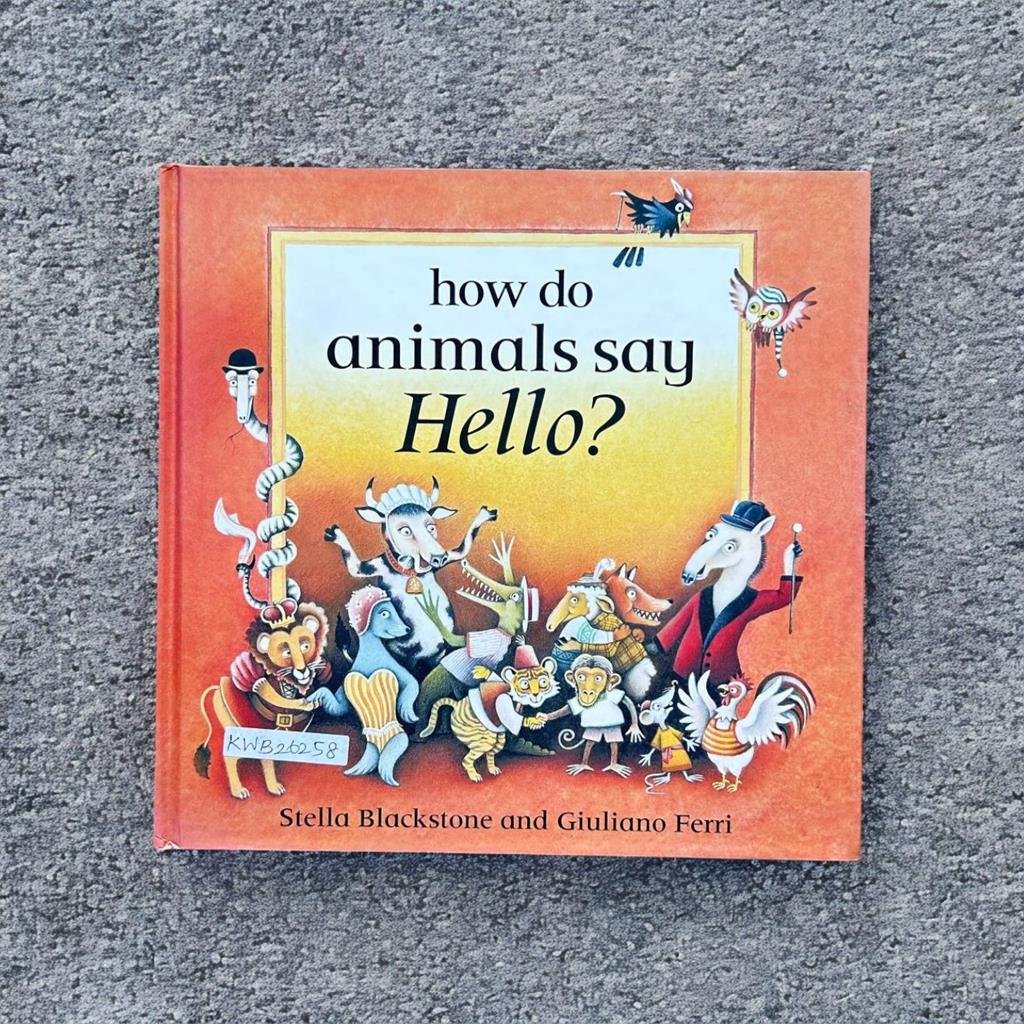 how do
animals say
Hello?
KWB26258
Stella Blackstone and Giuliano Ferri